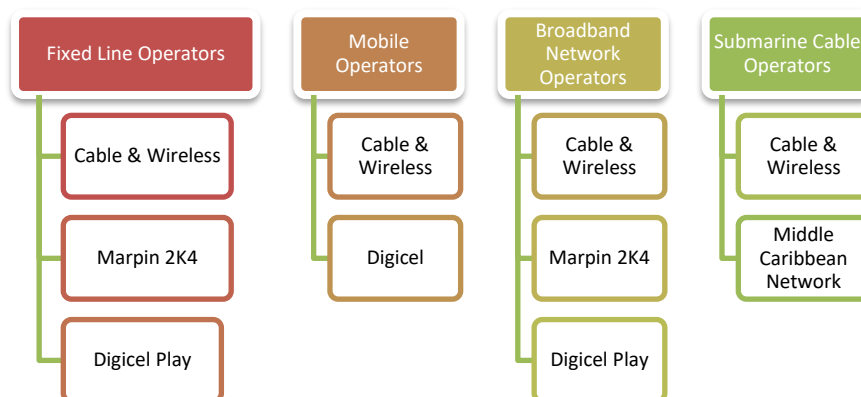 Fixed Line Operators
Cable & Wireless
Marpin 2K4
Digicel Play
Mobile
Operators
Cable &
Wireless
Digicel
Broadband
Network
Operators
Cable &
Wireless
Marpin 2K4
Digicel Play
Submarine Cable
Operators
Cable &
Wireless
Middle
Caribbean
Network